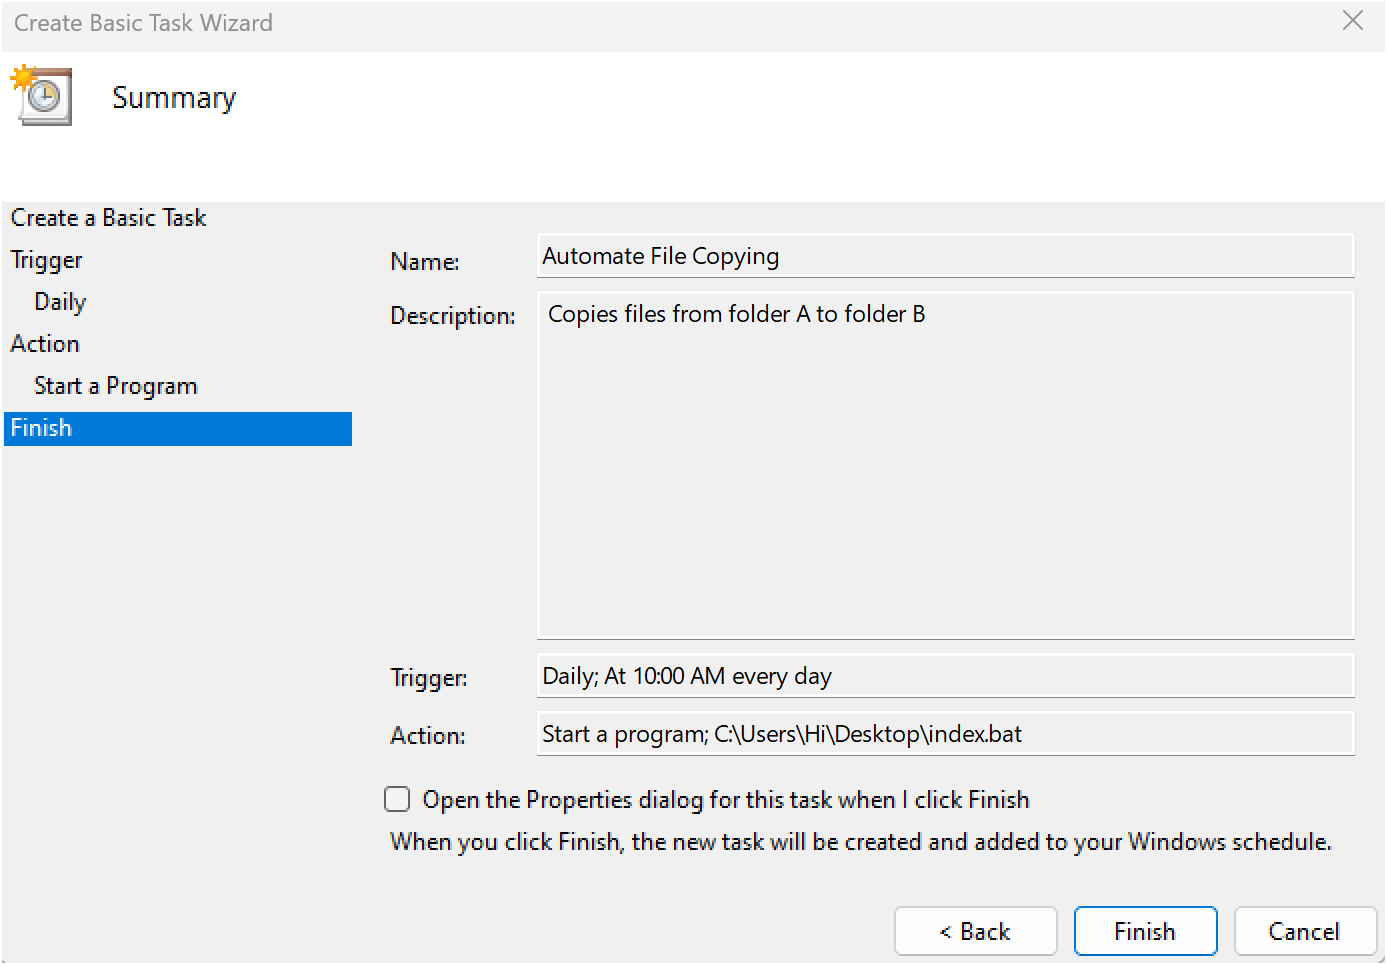 Create Basic Task Wizard
Summary
Create a Basic Task
Trigger
Daily
Action
Start a Program
Finish
Name:
Automate File Copying
Description:
Copies files from folder A to folder B
Trigger:
Daily; At 10:00 AM every day
Action:
Start a program; C:\Users\Hi\Desktop\index.bat
Open the Properties dialog for this task when I click Finish
When you click Finish, the new task will be created and added to your Windows schedule.
< Back
Finish
Cancel